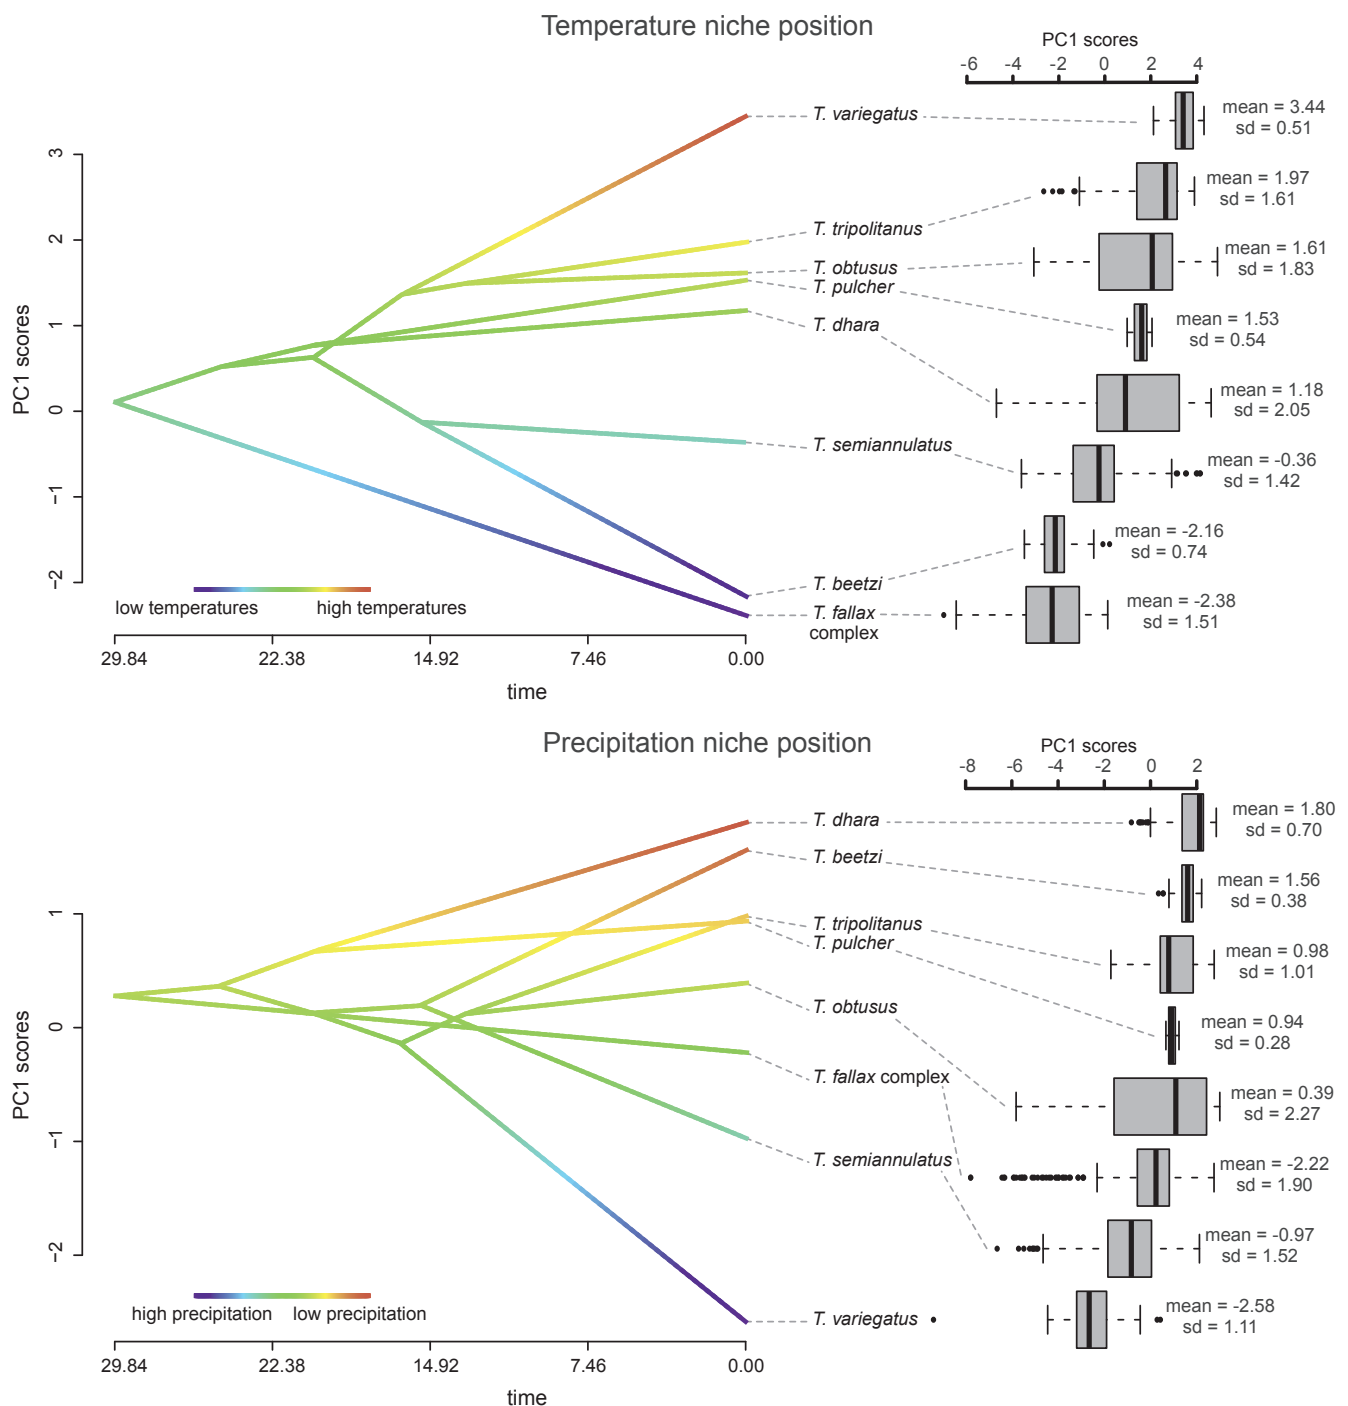 Temperature niche position
PC1 scores
-6 -4 -2 0 2 4
T. variegatus
mean = 3.44
sd = 0.51
3
mean = 1.97
sd = 1.61
T. tripolitanus
2
mean = 1.61
sd = 1.83
T. obtusus
T. pulcher
mean = 1.53
sd = 0.54
T. dhara
1
PC1 scores
mean = 1.18
sd = 2.05
0
T. semiannulatus
mean = -0.36
sd = 1.42
−1
mean = -2.16
sd = 0.74
T. beetzi
−2
low temperatures high temperatures
T. fallax
complex
mean = -2.38
sd = 1.51
29.84 22.38 14.92 7.46 0.00
time
Precipitation niche position
PC1 scores
-8 -6 -4 -2 0 2
T. dhara
mean = 1.80
sd = 0.70
T. beetzi
mean = 1.56
sd = 0.38
1
T. tripolitanus
T. pulcher
mean = 0.98
sd = 1.01
T. obtusus
mean = 0.94
sd = 0.28
0
PC1 scores
T. fallax complex
mean = 0.39
sd = 2.27
−1
T. semiannulatus
mean = -2.22
sd = 1.90
mean = -0.97
sd = 1.52
−2
high precipitation low precipitation
T. variegatus
mean = -2.58
sd = 1.11
29.84 22.38 14.92 7.46 0.00
time